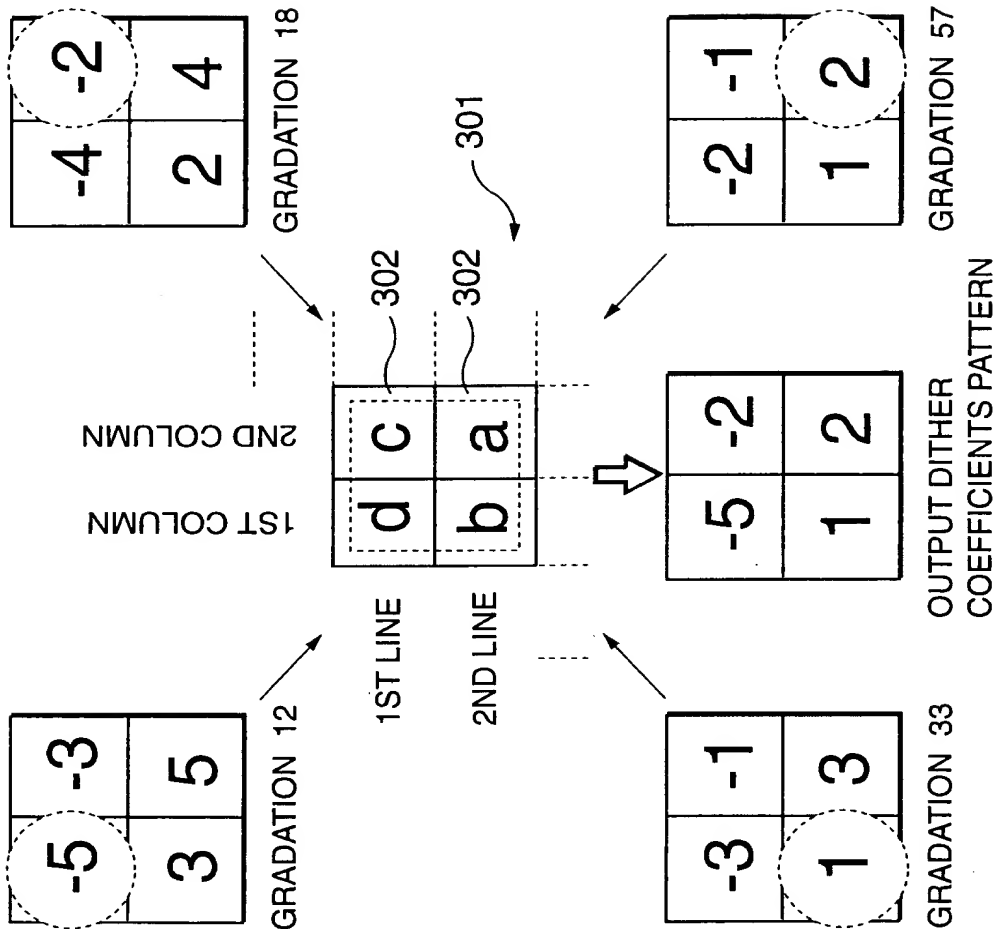 -5 -3
3 5
GRADATION 12
-4 -2
2 4
GRADATION 18
1ST COLUMN
2ND COLUMN
1ST LINE
d c
302
2ND LINE
b a
302
301
-3 -1
1 3
GRADATION 33
-5 -2
1 2
OUTPUT DITHER
COEFFICIENTS PATTERN
-2 -1
1 2
GRADATION 57